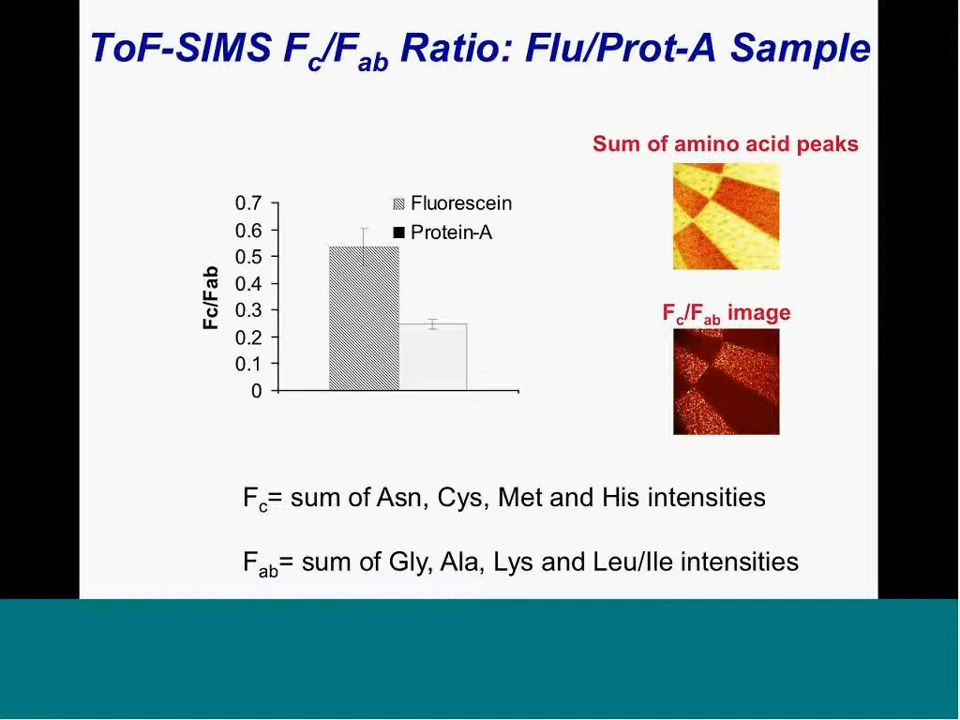 ToF-SIMS Fc/Fab Ratio: Flu/Prot-A Sample
Sum of amino acid peaks
0.7
0.6
0.5
0.4
0.3
0.2
0.1
0
Fc/Fab
Fluorescein
Protein-A
Fc/Fab image
Fc= sum of Asn, Cys, Met and His intensities
Fab= sum of Gly, Ala, Lys and Leu/Ile intensities